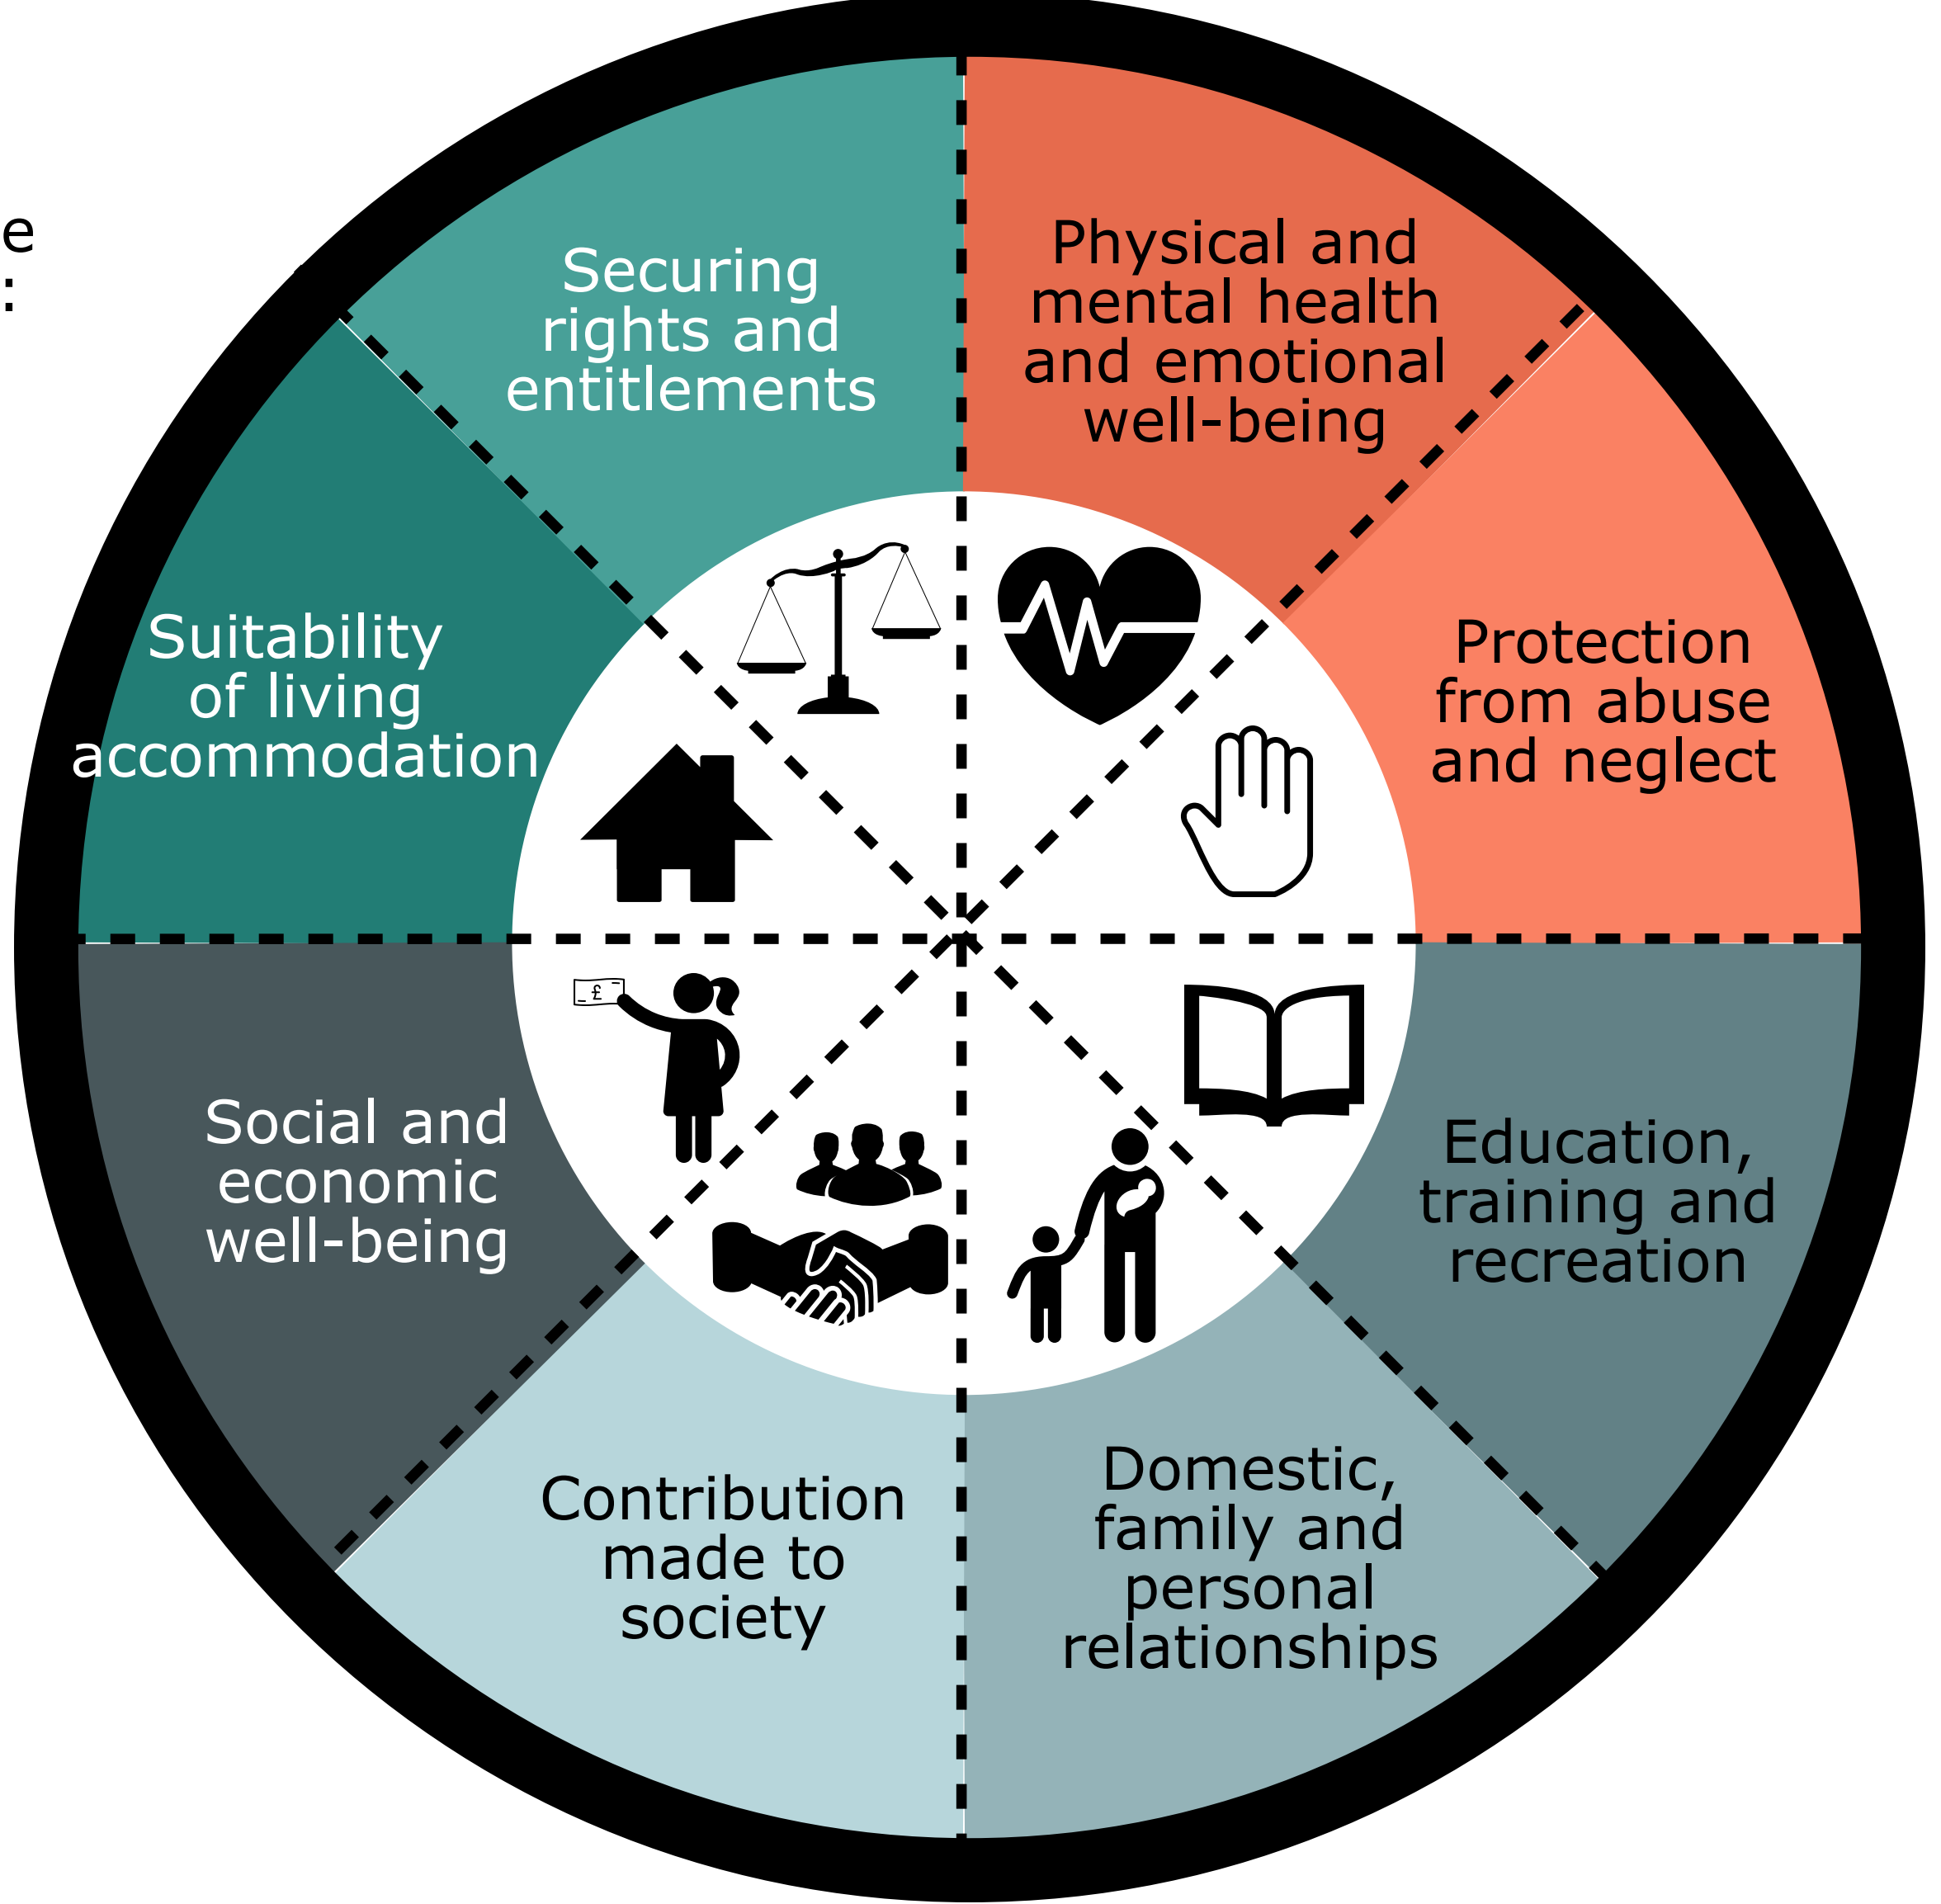 e
:
Securing
rights and
entitlements
Physical and
mental health
and emotional
well-being
Protection
from abuse
and neglect
Education,
training and
recreation
Domestic,
family and
personal
relationships
Contribution
made to
society
Social and
economic
well-being
£
Suitability
of living
accommodation